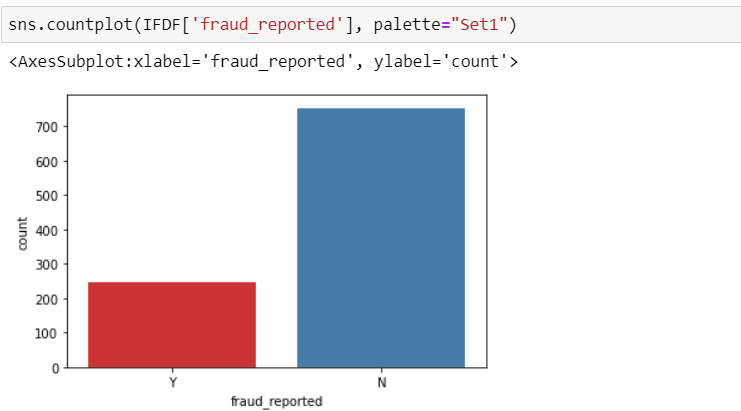 sns.countplot(IFDF['fraud_reported'], palette="Set1")
<AxesSubplot:xlabel='fraud_reported', ylabel='count'>
700
600
500
400
300
200
100
0
count
Y N
fraud_reported